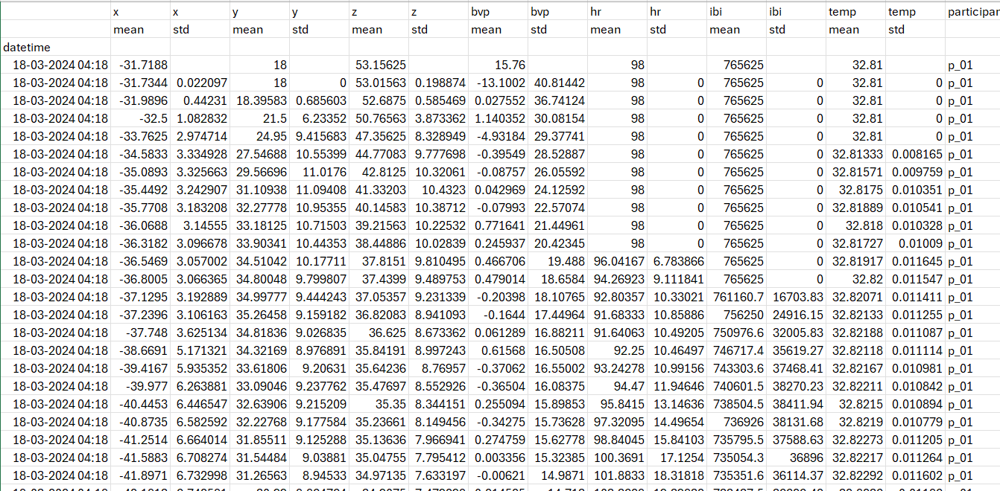 x x y y z z bvp bvp hr hr ibi ibi temp temp participar
mean std mean std mean std mean std mean std mean std mean std
datetime
18-03-2024 04:18 -31.7188 18 53.15625 15.76 98 765625 32.81 p_01
18-03-2024 04:18 -31.7344 0.022097 18 0 53.01563 0.198874 -13.1002 40.81442 98 0 765625 0 32.81 0 p_01
18-03-2024 04:18 -31.9896 0.44231 18.39583 0.685603 52.6875 0.585469 0.027552 36.74124 98 0 765625 0 32.81 0 p_01
18-03-2024 04:18 -32.5 1.082832 21.5 6.23352 50.76563 3.873362 1.140352 30.08154 98 0 765625 0 32.81 0 p_01
18-03-2024 04:18 -33.7625 2.974714 24.95 9.415683 47.35625 8.328949 -4.93184 29.37741 98 0 765625 0 32.81 0 p_01
18-03-2024 04:18 -34.5833 3.334928 27.54688 10.55399 44.77083 9.777698 -0.39549 28.52887 98 0 765625 0 32.81333 0.008165 p_01
18-03-2024 04:18 -35.0893 3.325663 29.56696 11.0176 42.8125 10.32061 -0.08757 26.05592 98 0 765625 0 32.81571 0.009759 p_01
18-03-2024 04:18 -35.4492 3.242907 31.10938 11.09408 41.33203 10.4323 0.042969 24.12592 98 0 765625 0 32.8175 0.010351 p_01
18-03-2024 04:18 -35.7708 3.183208 32.27778 10.95355 40.14583 10.38712 -0.07993 22.57074 98 0 765625 0 32.81889 0.010541 p_01
18-03-2024 04:18 -36.0688 3.14555 33.18125 10.71503 39.21563 10.22532 0.771641 21.44961 98 0 765625 0 32.818 0.010328 p_01
18-03-2024 04:18 -36.3182 3.096678 33.90341 10.44353 38.44886 10.02839 0.245937 20.42345 98 0 765625 0 32.81727 0.01009 p_01
18-03-2024 04:18 -36.5469 3.057002 34.51042 10.17711 37.8151 9.810495 0.466706 19.488 96.04167 6.783866 765625 0 32.81917 0.011645 p_01
18-03-2024 04:18 -36.8005 3.066365 34.80048 9.799807 37.4399 9.489753 0.479014 18.6584 94.26923 9.111841 765625 0 32.82 0.011547 p_01
18-03-2024 04:18 -37.1295 3.192889 34.99777 9.444243 37.05357 9.231339 -0.20398 18.10765 92.80357 10.33021 761160.7 16703.83 32.82071 0.011411 p_01
18-03-2024 04:18 -37.2396 3.106163 35.26458 9.159182 36.82083 8.941093 -0.1644 17.44964 91.68333 10.85886 756250 24916.15 32.82133 0.011255 p_01
18-03-2024 04:18 -37.748 3.625134 34.81836 9.026835 36.625 8.673362 0.061289 16.88211 91.64063 10.49205 750976.6 32005.83 32.82188 0.011087 p_01
18-03-2024 04:18 -38.6691 5.171321 34.32169 8.976891 35.84191 8.997243 0.61568 16.50508 92.25 10.46497 746717.4 35619.27 32.82118 0.011114 p_01
18-03-2024 04:18 -39.4167 5.935352 33.61806 9.20631 35.64236 8.76957 -0.37062 16.55002 93.24278 10.99156 743303.6 37468.41 32.82167 0.010981 p_01
18-03-2024 04:18 -39.977 6.263881 33.09046 9.237762 35.47697 8.552926 -0.36504 16.08375 94.47 11.94646 740601.5 38270.23 32.82211 0.010842 p_01
18-03-2024 04:18 -40.4453 6.446547 32.63906 9.215209 35.35 8.344151 0.255094 15.89853 95.8415 13.14636 738504.5 38411.94 32.8215 0.010894 p_01
18-03-2024 04:18 -40.8735 6.582592 32.22768 9.177584 35.23661 8.149456 -0.34275 15.73628 97.32095 14.49654 736926 38131.68 32.8219 0.010779 p_01
18-03-2024 04:18 -41.2514 6.664014 31.85511 9.125288 35.13636 7.966941 0.274759 15.62778 98.84045 15.84103 735795.5 37588.63 32.82273 0.011205 p_01
18-03-2024 04:18 -41.5883 6.708274 31.54484 9.03881 35.04755 7.795412 0.003356 15.32385 100.3691 17.1254 735054.3 36896 32.82217 0.011264 p_01
18-03-2024 04:18 -41.8971 6.732998 31.26563 8.94533 34.97135 7.633197 -0.00621 14.9871 101.8833 18.31818 735351.6 36114.37 32.82292 0.011602 p_01